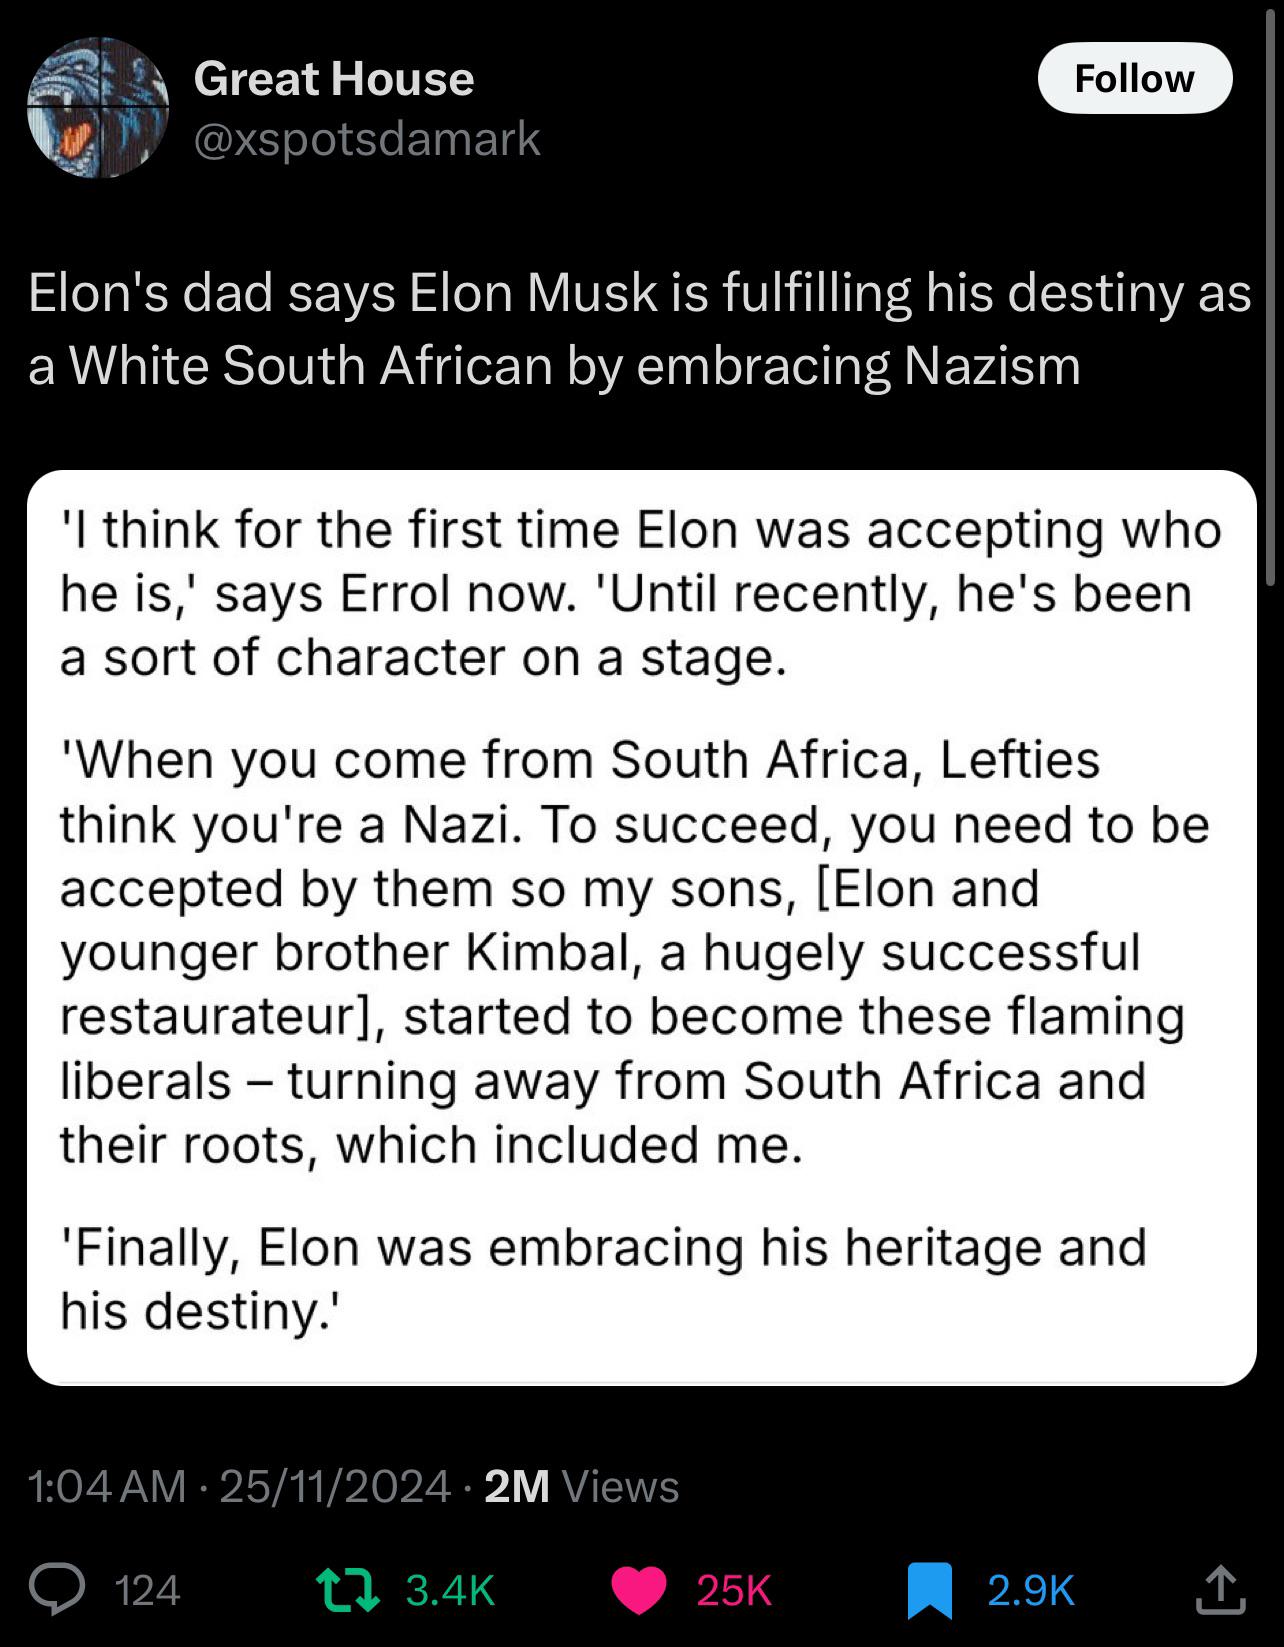 Great House
Follow
@xspotsdamark
Elon's dad says Elon Musk is fulfilling his destiny as
a White South African by embracing Nazism
'I think for the first time Elon was accepting who
he is,' says Errol now. 'Until recently, he's been
a sort of character on a stage.
'When you come from South Africa, Lefties
think you're a Nazi. To succeed, you need to be
accepted by them so my sons, [Elon and
younger brother Kimbal, a hugely successful
restaurateur], started to become these flaming
liberals – turning away from South Africa and
their roots, which included me.
'Finally, Elon was embracing his heritage and
his destiny.'
1:04 AM · 25/11/2024 · 2M Views
124 3.4K 25K 2.9K